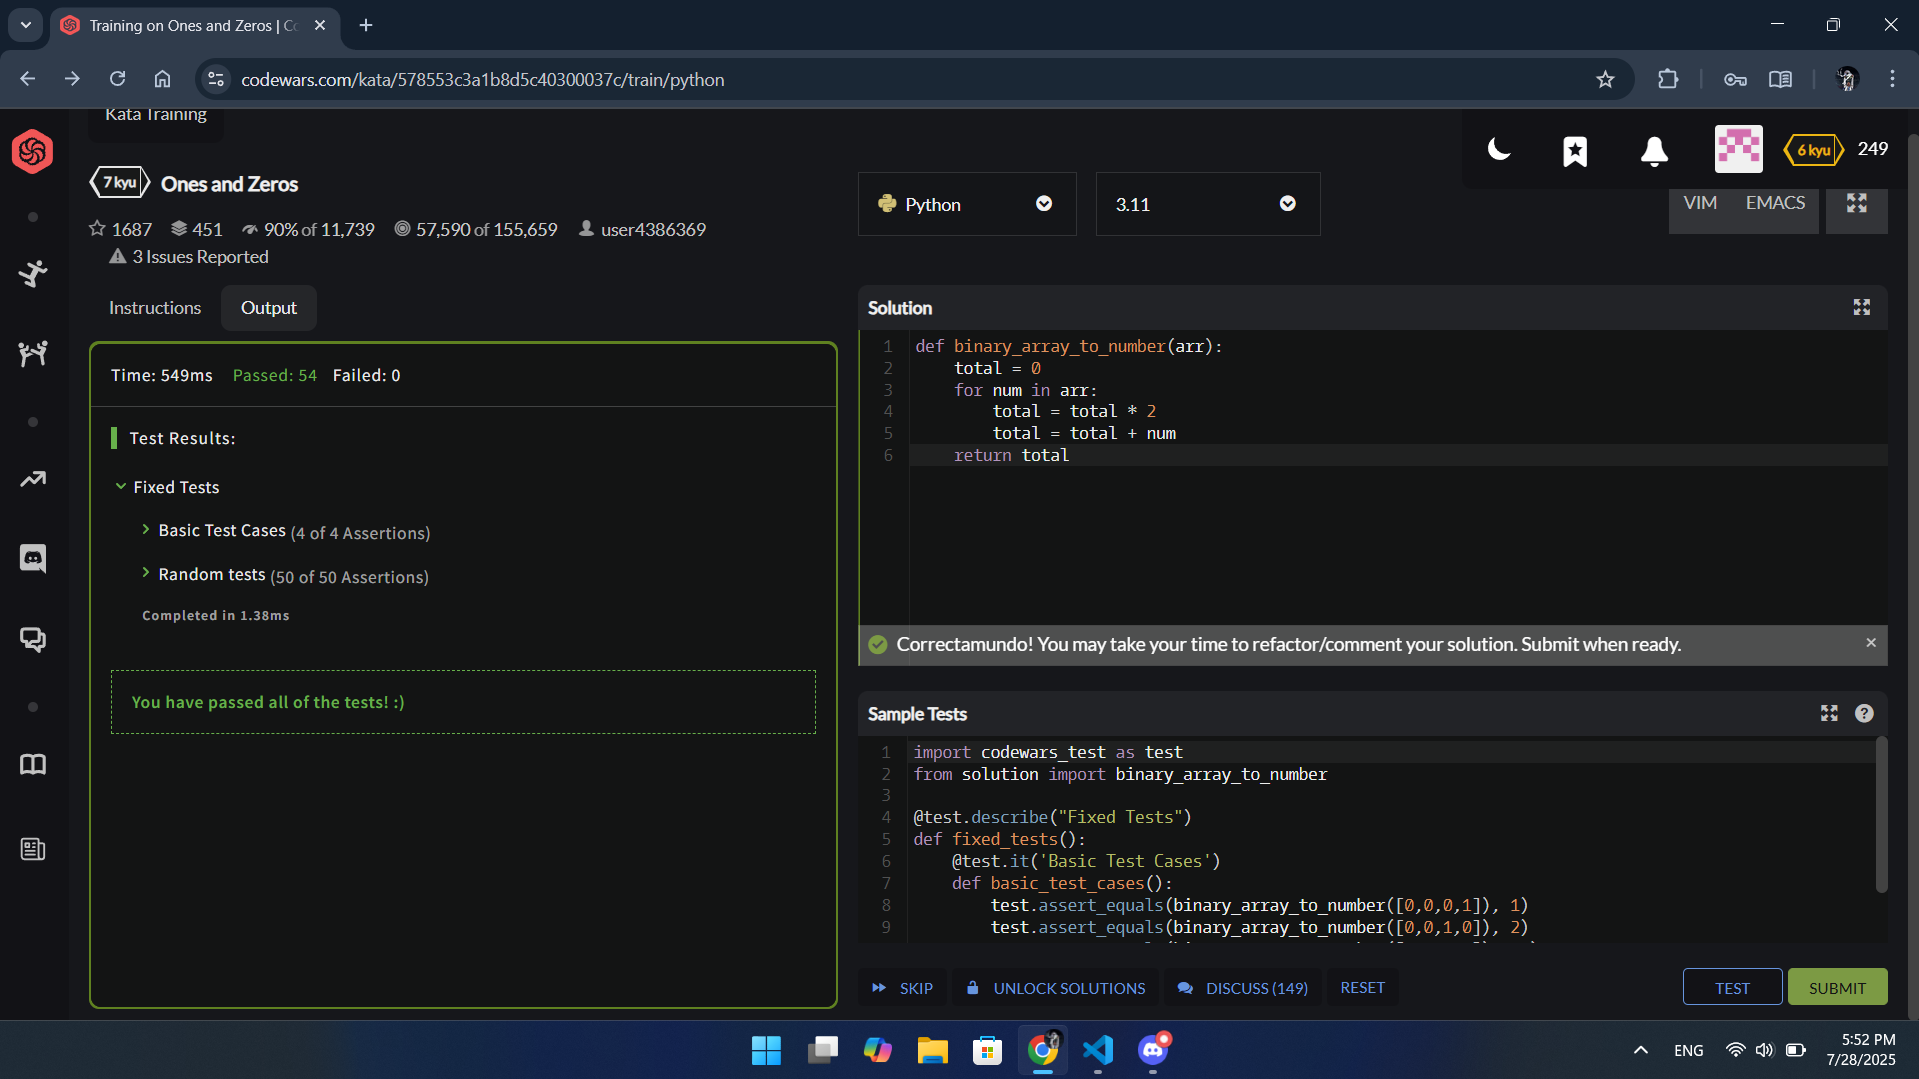 Training on Ones and Zeros | Co
codewars.com/kata/578553c3a1b8d5c40300037c/train/python
Kata Training
6 kyu 249
7 kyu Ones and Zeros
1687 451 90% of 11,739 57,590 of 155,659 user4386369
3 Issues Reported
Python
3.11
VIM EMACS
Instructions Output
Time: 549ms Passed: 54 Failed: 0
Test Results:
Fixed Tests
Basic Test Cases (4 of 4 Assertions)
Random tests (50 of 50 Assertions)
Completed in 1.38ms
You have passed all of the tests! :)
Solution
1 def binary_array_to_number(arr):
2 total = 0
3 for num in arr:
4 total = total * 2
5 total = total + num
6 return total
Correctamundo! You may take your time to refactor/comment your solution. Submit when ready.
Sample Tests
1 import codewars_test as test
2 from solution import binary_array_to_number
3
4 @test.describe("Fixed Tests")
5 def fixed_tests():
6 @test.it('Basic Test Cases')
7 def basic_test_cases():
8 test.assert_equals(binary_array_to_number([0,0,0,1]), 1)
9 test.assert_equals(binary_array_to_number([0,0,1,0]), 2)
SKIP UNLOCK SOLUTIONS DISCUSS (149) RESET TEST SUBMIT
ENG
5:52 PM
7/28/2025